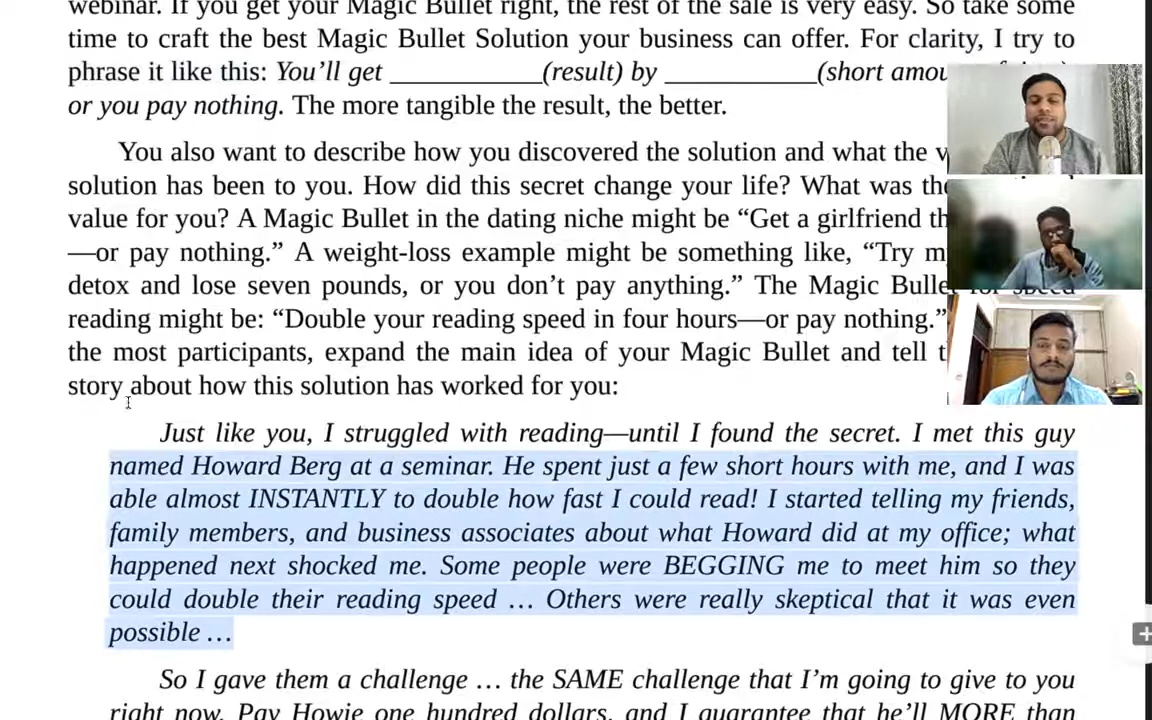 webinar. If you get your Magic Bullet right, the rest of the sale is very easy. So take some
time to craft the best Magic Bullet Solution your business can offer. For clarity, I try to
phrase it like this: You’ll get ___________(result) by ___________(short amou
or you pay nothing. The more tangible the result, the better.
You also want to describe how you discovered the solution and what the v
solution has been to you. How did this secret change your life? What was the
value for you? A Magic Bullet in the dating niche might be “Get a girlfriend th
—or pay nothing.” A weight-loss example might be something like, “Try m
detox and lose seven pounds, or you don’t pay anything.” The Magic Bulle
reading might be: “Double your reading speed in four hours—or pay nothing.”
the most participants, expand the main idea of your Magic Bullet and tell t
story about how this solution has worked for you:
Just like you, I struggled with reading—until I found the secret. I met this guy
named Howard Berg at a seminar. He spent just a few short hours with me, and I was
able almost INSTANTLY to double how fast I could read! I started telling my friends,
family members, and business associates about what Howard did at my office; what
happened next shocked me. Some people were BEGGING me to meet him so they
could double their reading speed … Others were really skeptical that it was even
possible …
So I gave them a challenge … the SAME challenge that I’m going to give to you
right now. Pay Howie one hundred dollars, and I guarantee that he’ll MORE than